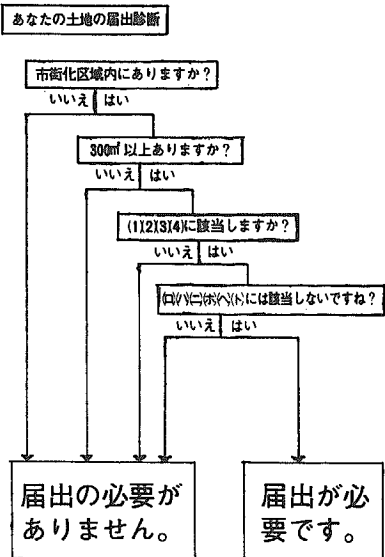 あなたの土地の届出診断
市街化区域内にありますか?
いいえ はい
300㎡以上ありますか?
いいえ はい
(1)(2)(3)(4)に該当しますか?
いいえ はい
(ロ)(ハ)(ニ)(ホ)(ヘ)(ト)には該当しないですね?
いいえ はい
届出の必要が
ありません。
届出が必
要です。